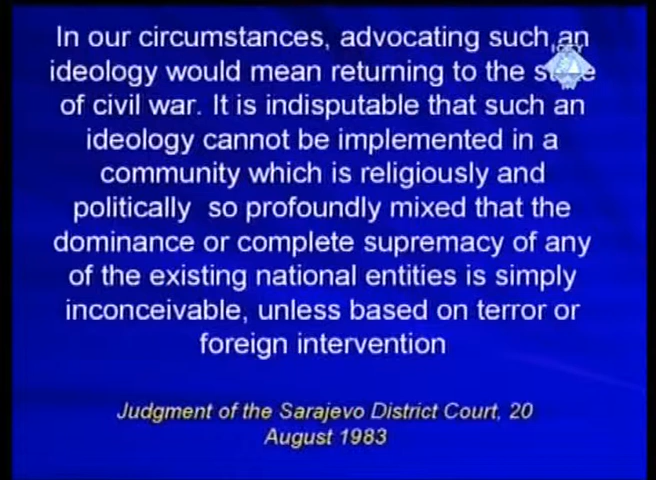 In our circumstances, advocating such an
ideology would mean returning to the state
of civil war. It is indisputable that such an
ideology cannot be implemented in a
community which is religiously and
politically so profoundly mixed that the
dominance or complete supremacy of any
of the existing national entities is simply
inconceivable, unless based on terror or
foreign intervention
Judgment of the Sarajevo District Court, 20
August 1983